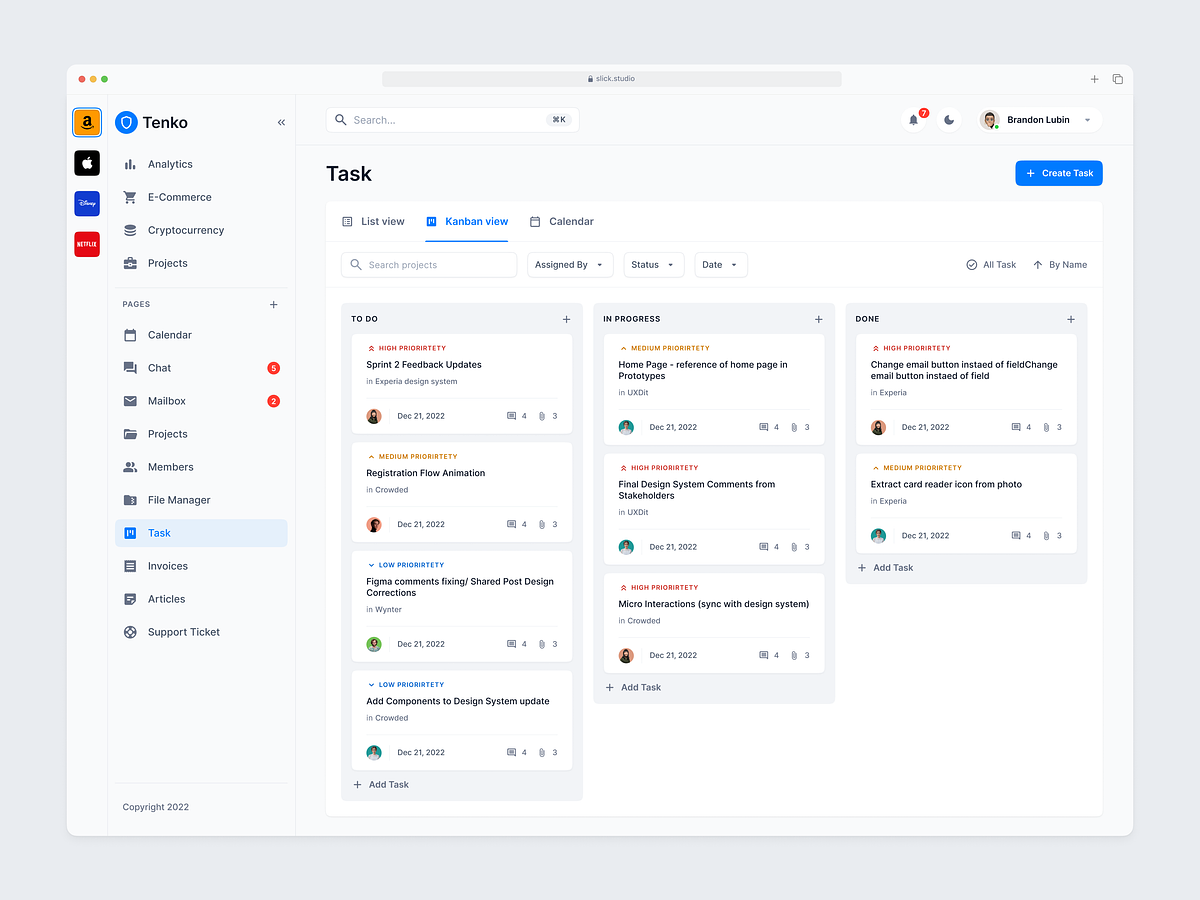 slick.studio
a
Disney
NETFLIX
Tenko
Analytics
E-Commerce
Cryptocurrency
Projects
PAGES
Calendar
Chat 5
Mailbox 2
Projects
Members
File Manager
Task
Invoices
Articles
Support Ticket
Copyright 2022
Search... ⌘K
7
Brandon Lubin
Task
Create Task
List view
Kanban view
Calendar
Search projects
Assigned By
Status
Date
All Task
By Name
TO DO
HIGH PRIORIRTETY
Sprint 2 Feedback Updates
in Experia design system
Dec 21, 2022 4 3
MEDIUM PRIORIRTETY
Registration Flow Animation
in Crowded
Dec 21, 2022 4 3
LOW PRIORIRTETY
Figma comments fixing/ Shared Post Design
Corrections
in Wynter
Dec 21, 2022 4 3
LOW PRIORIRTETY
Add Components to Design System update
in Crowded
Dec 21, 2022 4 3
Add Task
IN PROGRESS
MEDIUM PRIORIRTETY
Home Page - reference of home page in
Prototypes
in UXDit
Dec 21, 2022 4 3
HIGH PRIORIRTETY
Final Design System Comments from
Stakeholders
in UXDit
Dec 21, 2022 4 3
HIGH PRIORIRTETY
Micro Interactions (sync with design system)
in Crowded
Dec 21, 2022 4 3
Add Task
DONE
HIGH PRIORIRTETY
Change email button instaed of fieldChange
email button instaed of field
in Experia
Dec 21, 2022 4 3
MEDIUM PRIORIRTETY
Extract card reader icon from photo
in Experia
Dec 21, 2022 4 3
Add Task